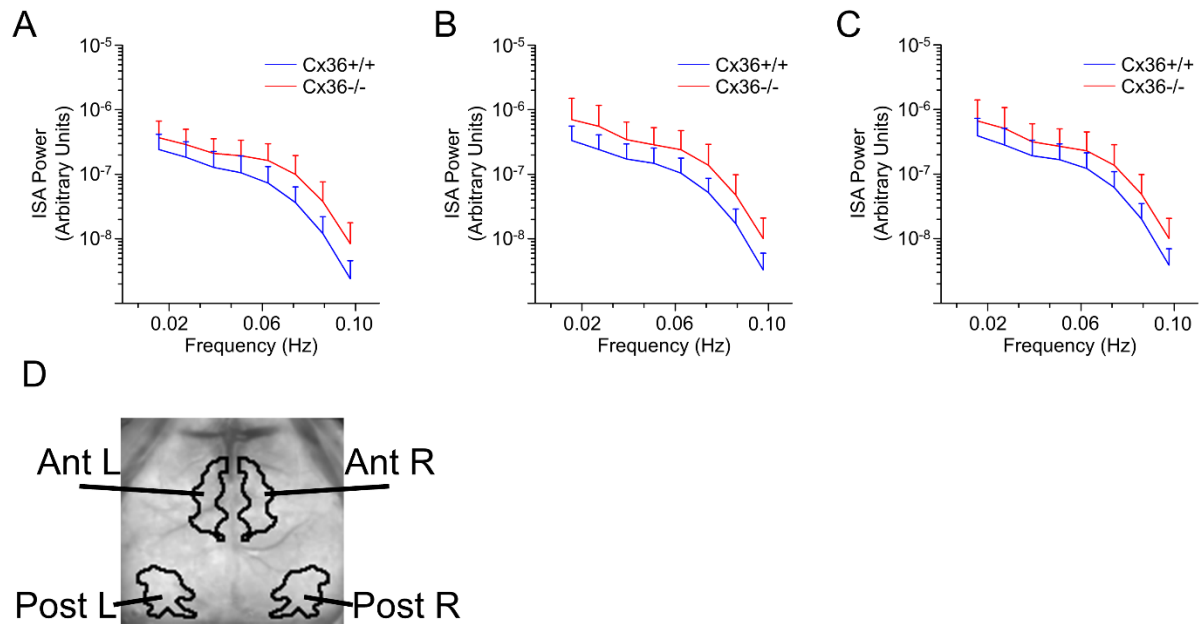 A
10⁻⁵
10⁻⁶
10⁻⁷
10⁻⁸
ISA Power
(Arbitrary Units)
Cx36+/+
Cx36-/-
0.02 0.06 0.10
Frequency (Hz)
B
10⁻⁵
10⁻⁶
10⁻⁷
10⁻⁸
ISA Power
(Arbitrary Units)
Cx36+/+
Cx36-/-
0.02 0.06 0.10
Frequency (Hz)
C
10⁻⁵
10⁻⁶
10⁻⁷
10⁻⁸
ISA Power
(Arbitrary Units)
Cx36+/+
Cx36-/-
0.02 0.06 0.10
Frequency (Hz)
D
Ant L Ant R
Post L Post R